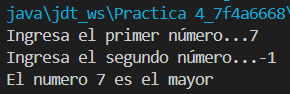 java\jdt_ws\Practica 4_7f4a6668\
Ingresa el primer número...7
Ingresa el segundo número...-1
El numero 7 es el mayor